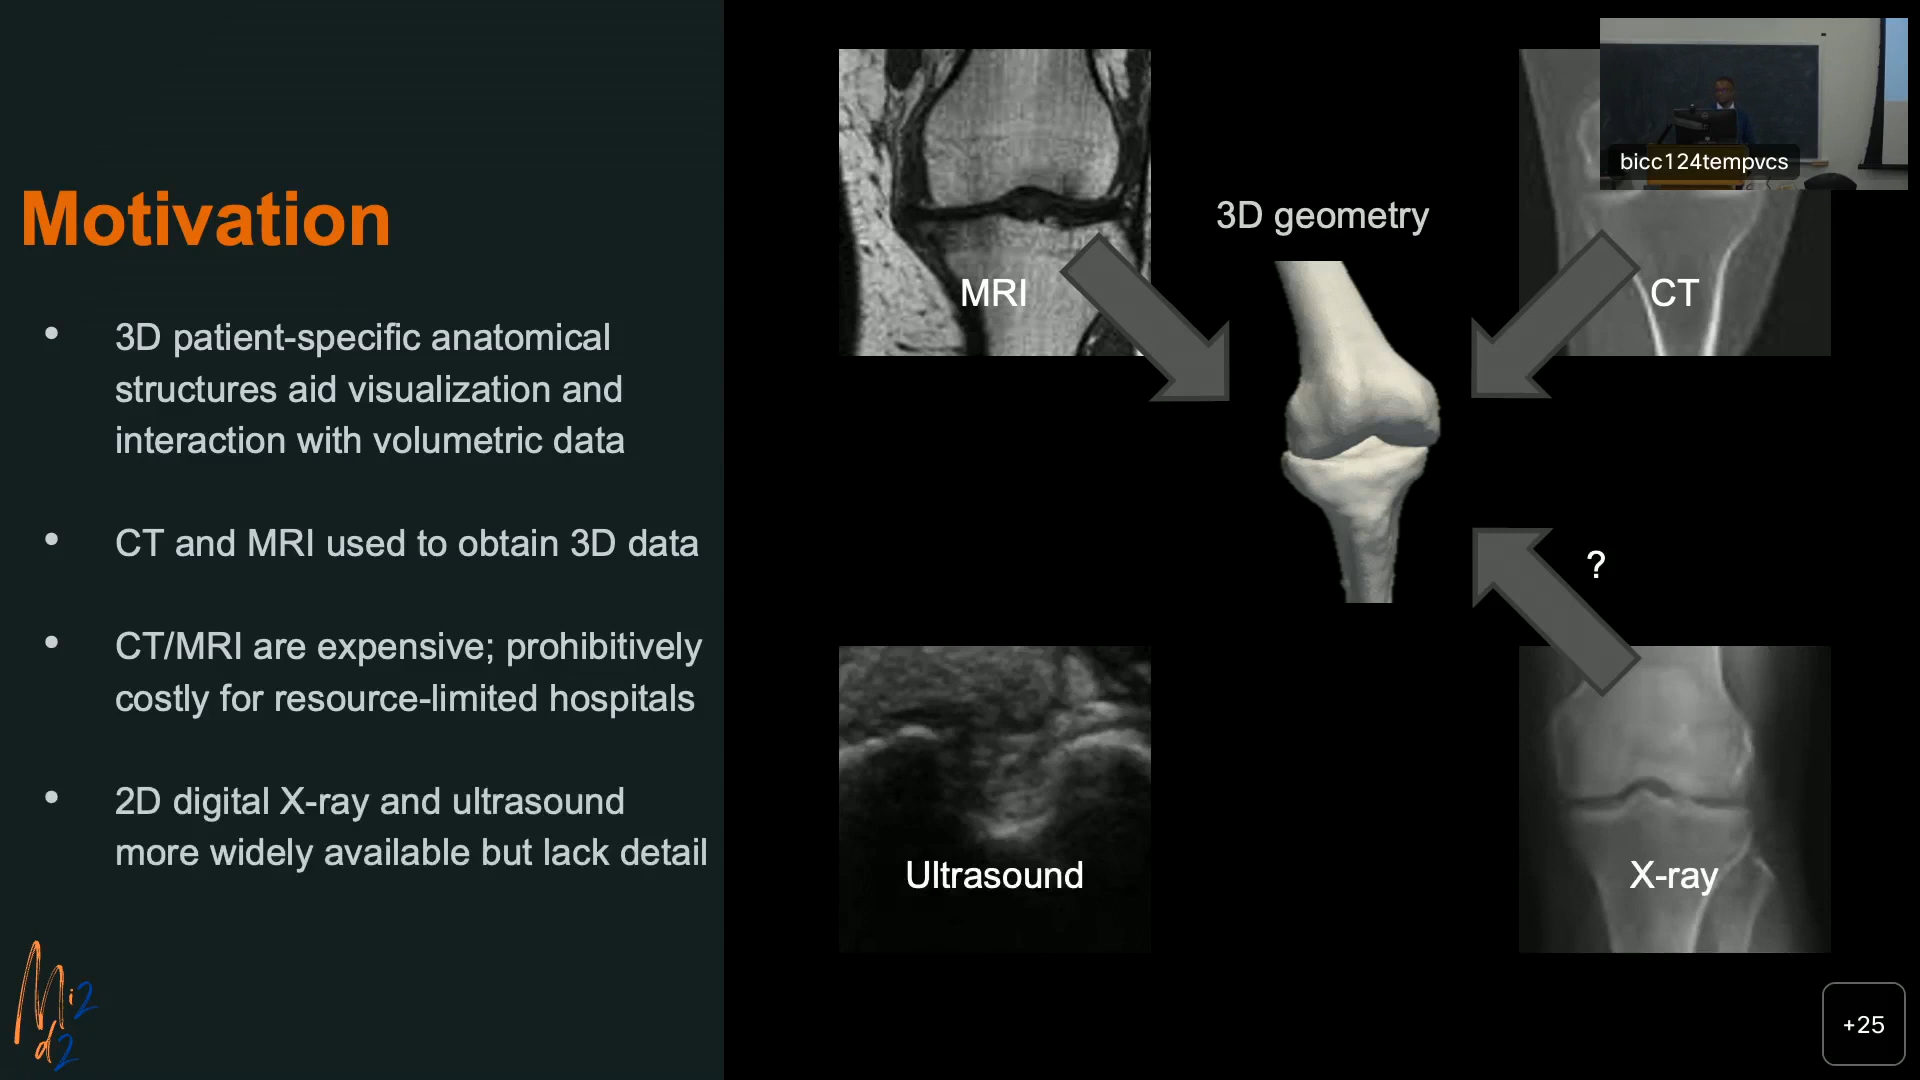 Motivation
• 3D patient-specific anatomical
structures aid visualization and
interaction with volumetric data
• CT and MRI used to obtain 3D data
• CT/MRI are expensive; prohibitively
costly for resource-limited hospitals
• 2D digital X-ray and ultrasound
more widely available but lack detail
Mi2
d2
MRI
3D geometry
CT
bicc124tempvcs
?
Ultrasound
X-ray
+25